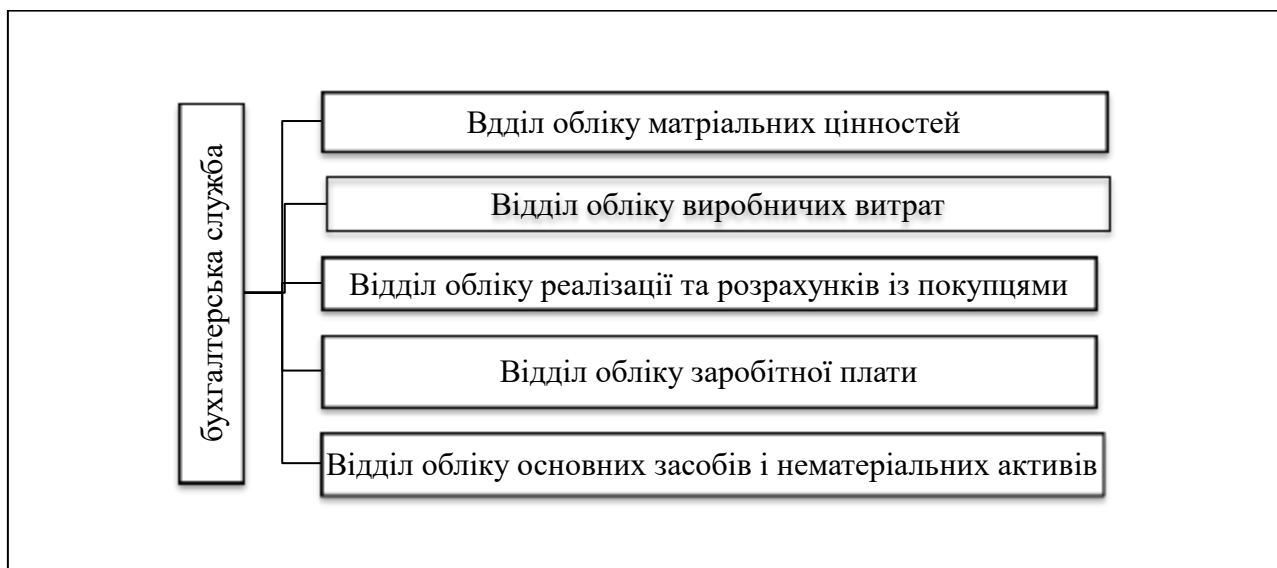 бухгалтерська служба
Вдділ обліку матріальних цінностей
Відділ обліку виробничих витрат
Відділ обліку реалізації та розрахунків із покупцями
Відділ обліку заробітної плати
Відділ обліку основних засобів і нематеріальних активів